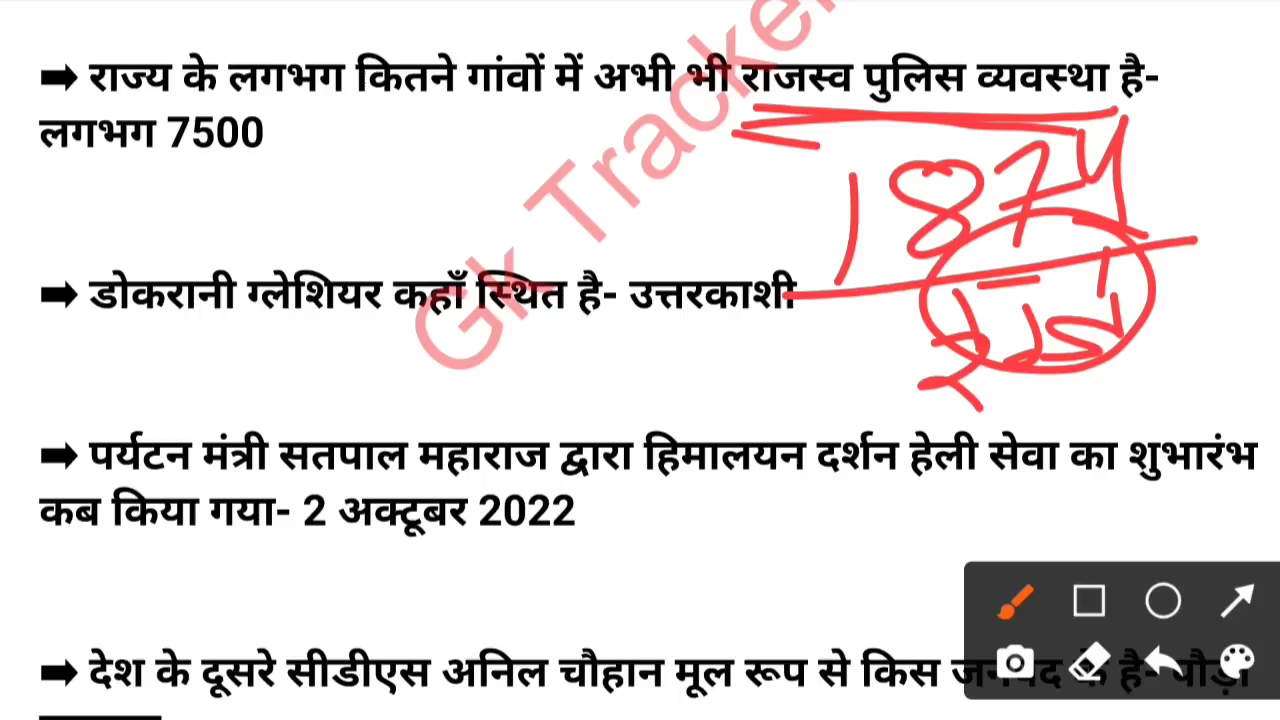 ➡ राज्य के लगभग कितने गांवों में अभी भी राजस्व पुलिस व्यवस्था है-
लगभग 7500
1874
➡ डोकरानी ग्लेशियर कहाँ स्थित है- उत्तरकाशी
➡ पर्यटन मंत्री सतपाल महाराज द्वारा हिमालयन दर्शन हेली सेवा का शुभारंभ
कब किया गया- 2 अक्टूबर 2022
➡ देश के दूसरे सीडीएस अनिल चौहान मूल रूप से किस जनपद के है- पौड़ी
Gk Tracker